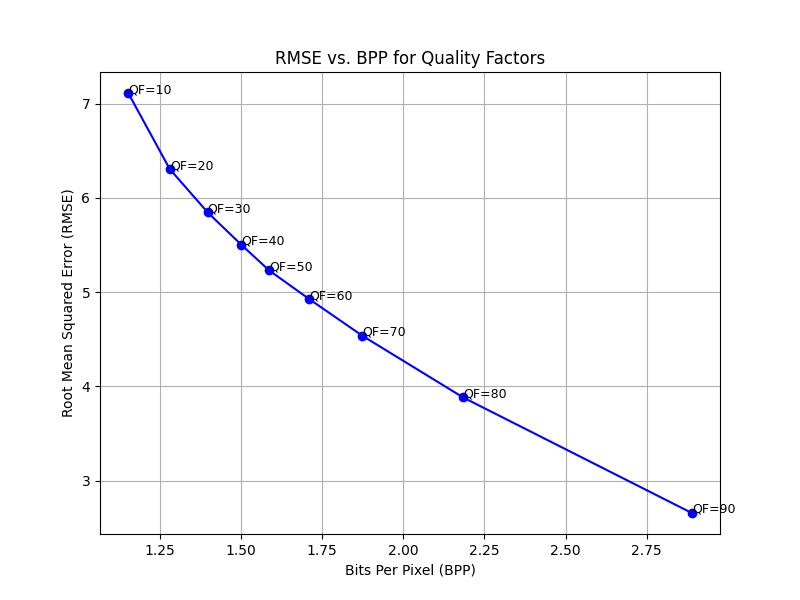 RMSE vs. BPP for Quality Factors
7
6
5
4
3
Root Mean Squared Error (RMSE)
QF=10
QF=20
QF=30
QF=40
QF=50
QF=60
QF=70
QF=80
QF=90
1.25
1.50
1.75
2.00
2.25
2.50
2.75
Bits Per Pixel (BPP)